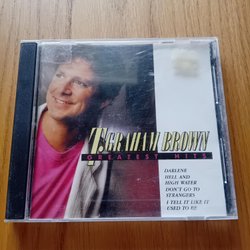 T. GRAHAM BROWN
GREATEST HITS
DARLENE
HELL AND
HIGH WATER
DON'T GO TO
STRANGERS
I TELL IT LIKE IT
USED TO BE